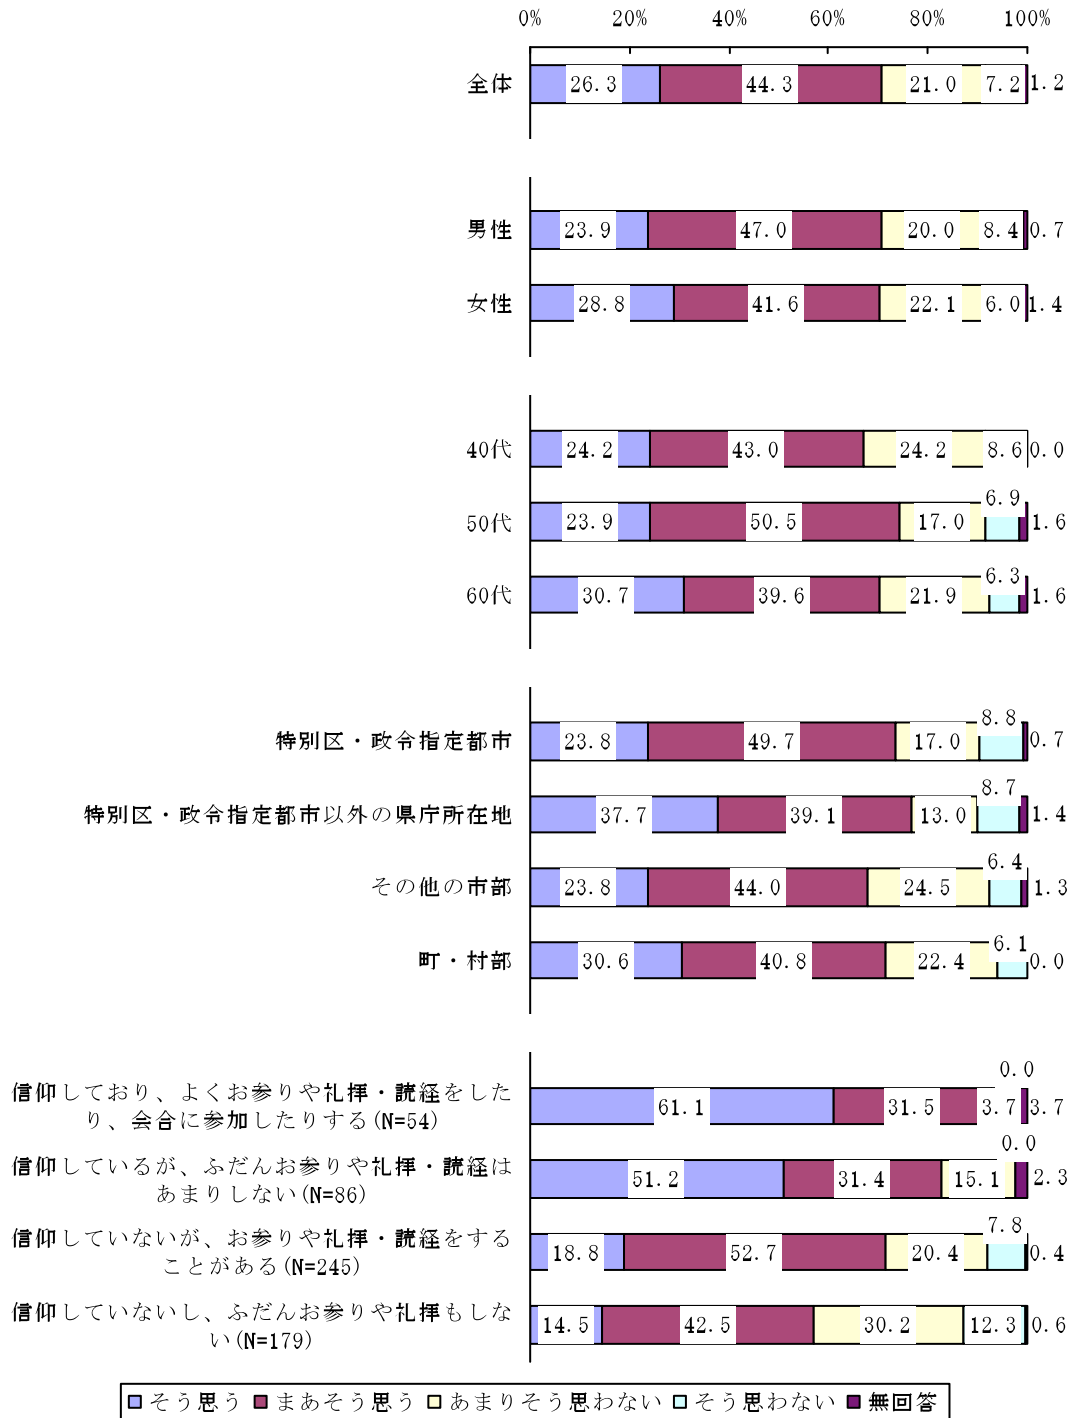 0% 20% 40% 60% 80% 100%
全体 26.3 44.3 21.0 7.2 1.2
男性 23.9 47.0 20.0 8.4 0.7
女性 28.8 41.6 22.1 6.0 1.4
40代 24.2 43.0 24.2 8.6 0.0
6.9
50代 23.9 50.5 17.0 1.6
6.3
60代 30.7 39.6 21.9 1.6
8.8
特別区・政令指定都市 23.8 49.7 17.0 0.7
8.7
特別区・政令指定都市以外の県庁所在地 37.7 39.1 13.0 1.4
6.4
その他の市部 23.8 44.0 24.5 1.3
6.1
町・村部 30.6 40.8 22.4 0.0
0.0
信仰しており、よくお参りや礼拝・読経をした
り、会合に参加したりする(N=54) 61.1 31.5 3.7 3.7
0.0
信仰しているが、ふだんお参りや礼拝・読経は
あまりしない(N=86) 51.2 31.4 15.1 2.3
7.8
信仰していないが、お参りや礼拝・読経をする
ことがある(N=245) 18.8 52.7 20.4 0.4
信仰していないし、ふだんお参りや礼拝もしな
い(N=179) 14.5 42.5 30.2 12.3 0.6
そう思う まあそう思う あまりそう思わない そう思わない 無回答